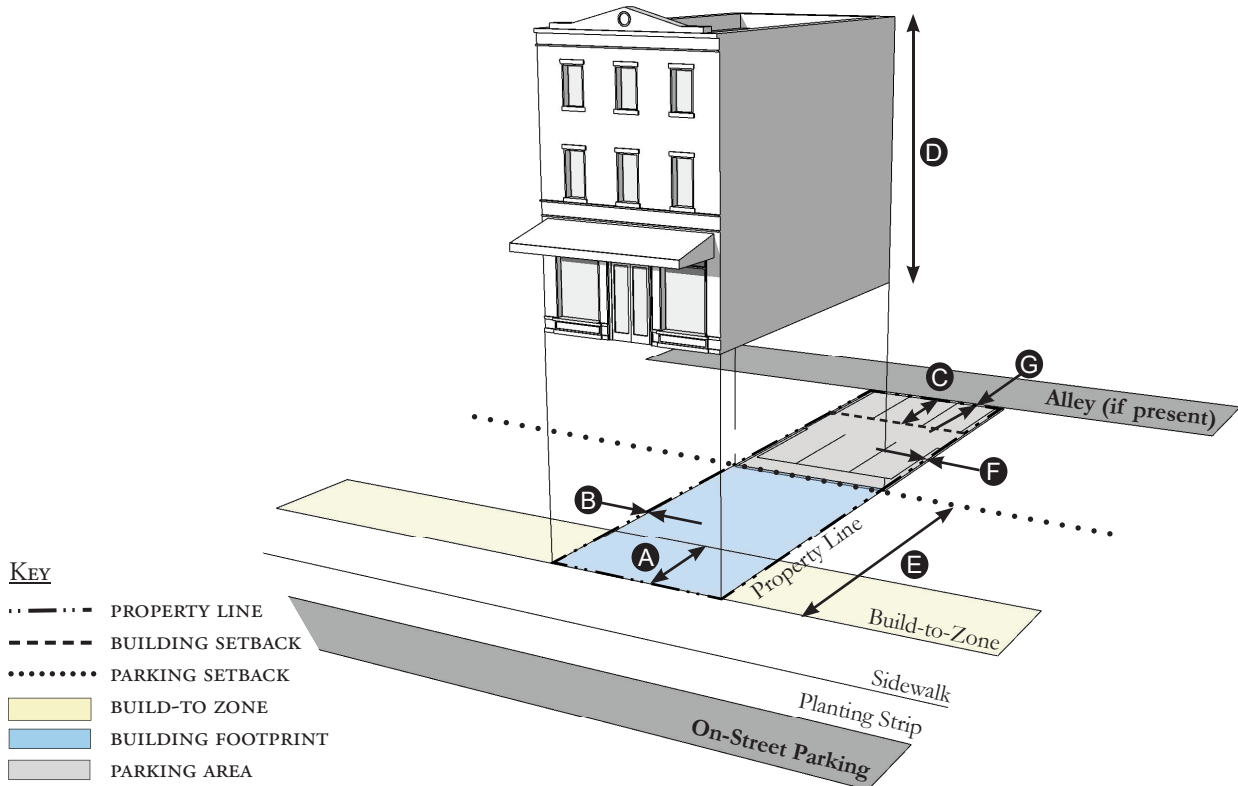 D
C
G
Alley (if present)
F
B
A
Property Line
E
Build-to-Zone
Sidewalk
Planting Strip
On-Street Parking
KEY
PROPERTY LINE
BUILDING SETBACK
PARKING SETBACK
BUILD-TO ZONE
BUILDING FOOTPRINT
PARKING AREA